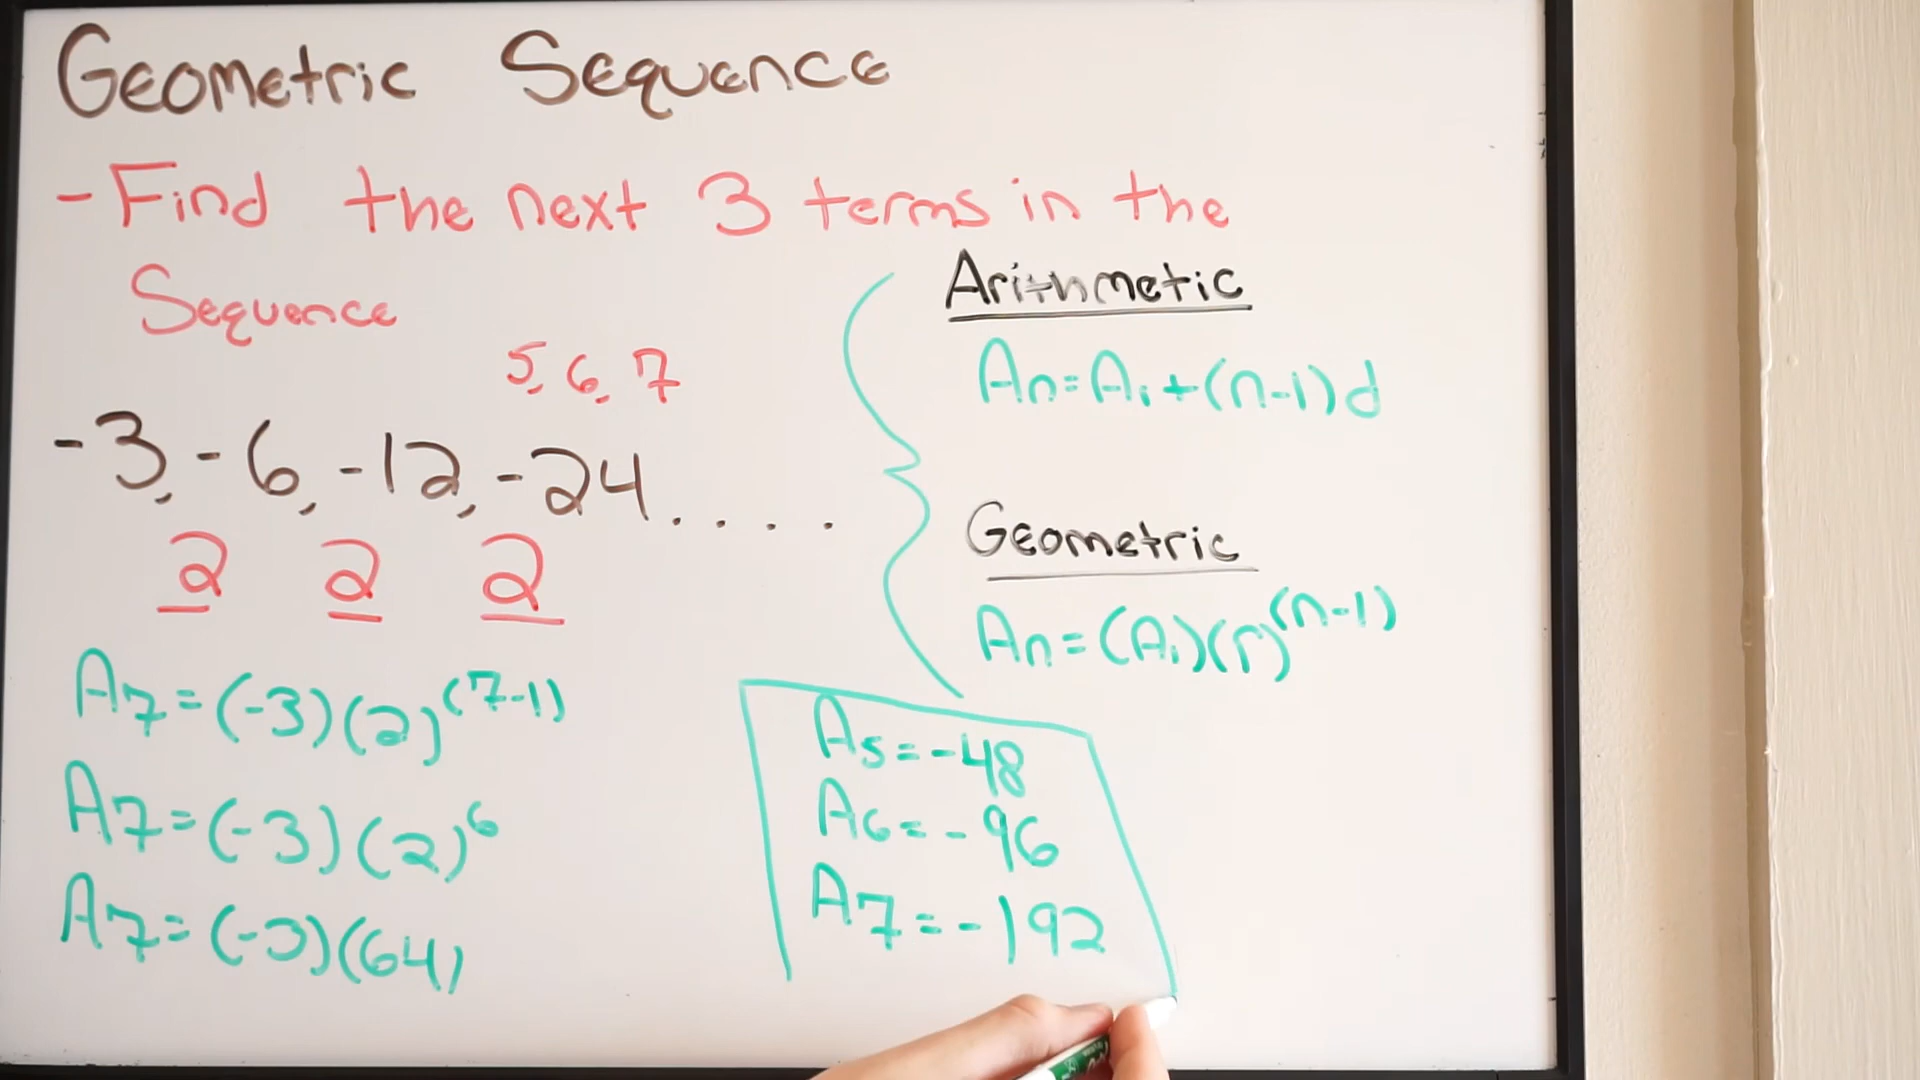 Geometric Sequence
- Find the next 3 terms in the
Sequence
5, 6, 7
-3, -6, -12, -24....
2 2 2
A7=(-3)(2)^(7-1)
A7=(-3)(2)^6
A7=(-3)(64)
Arithmetic
An=A1+(n-1)d
Geometric
An=(A1)(r)^(n-1)
A5=-48
A6=-96
A7=-192